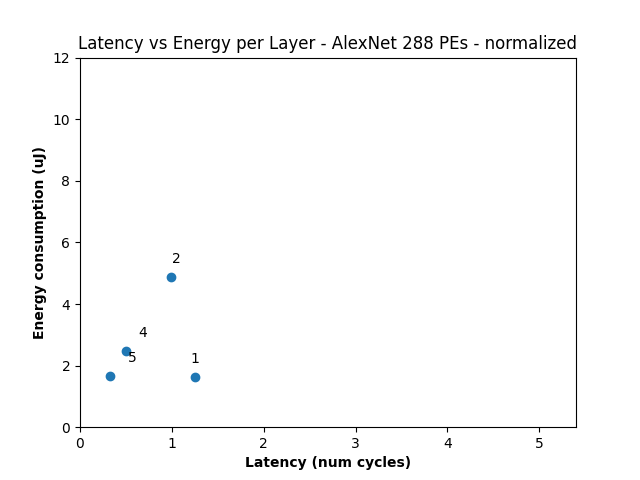 Latency vs Energy per Layer - AlexNet 288 PEs - normalized
12
10
8
6
4
2
0
Energy consumption (uJ)
2
4
5
1
0 1 2 3 4 5
Latency (num cycles)